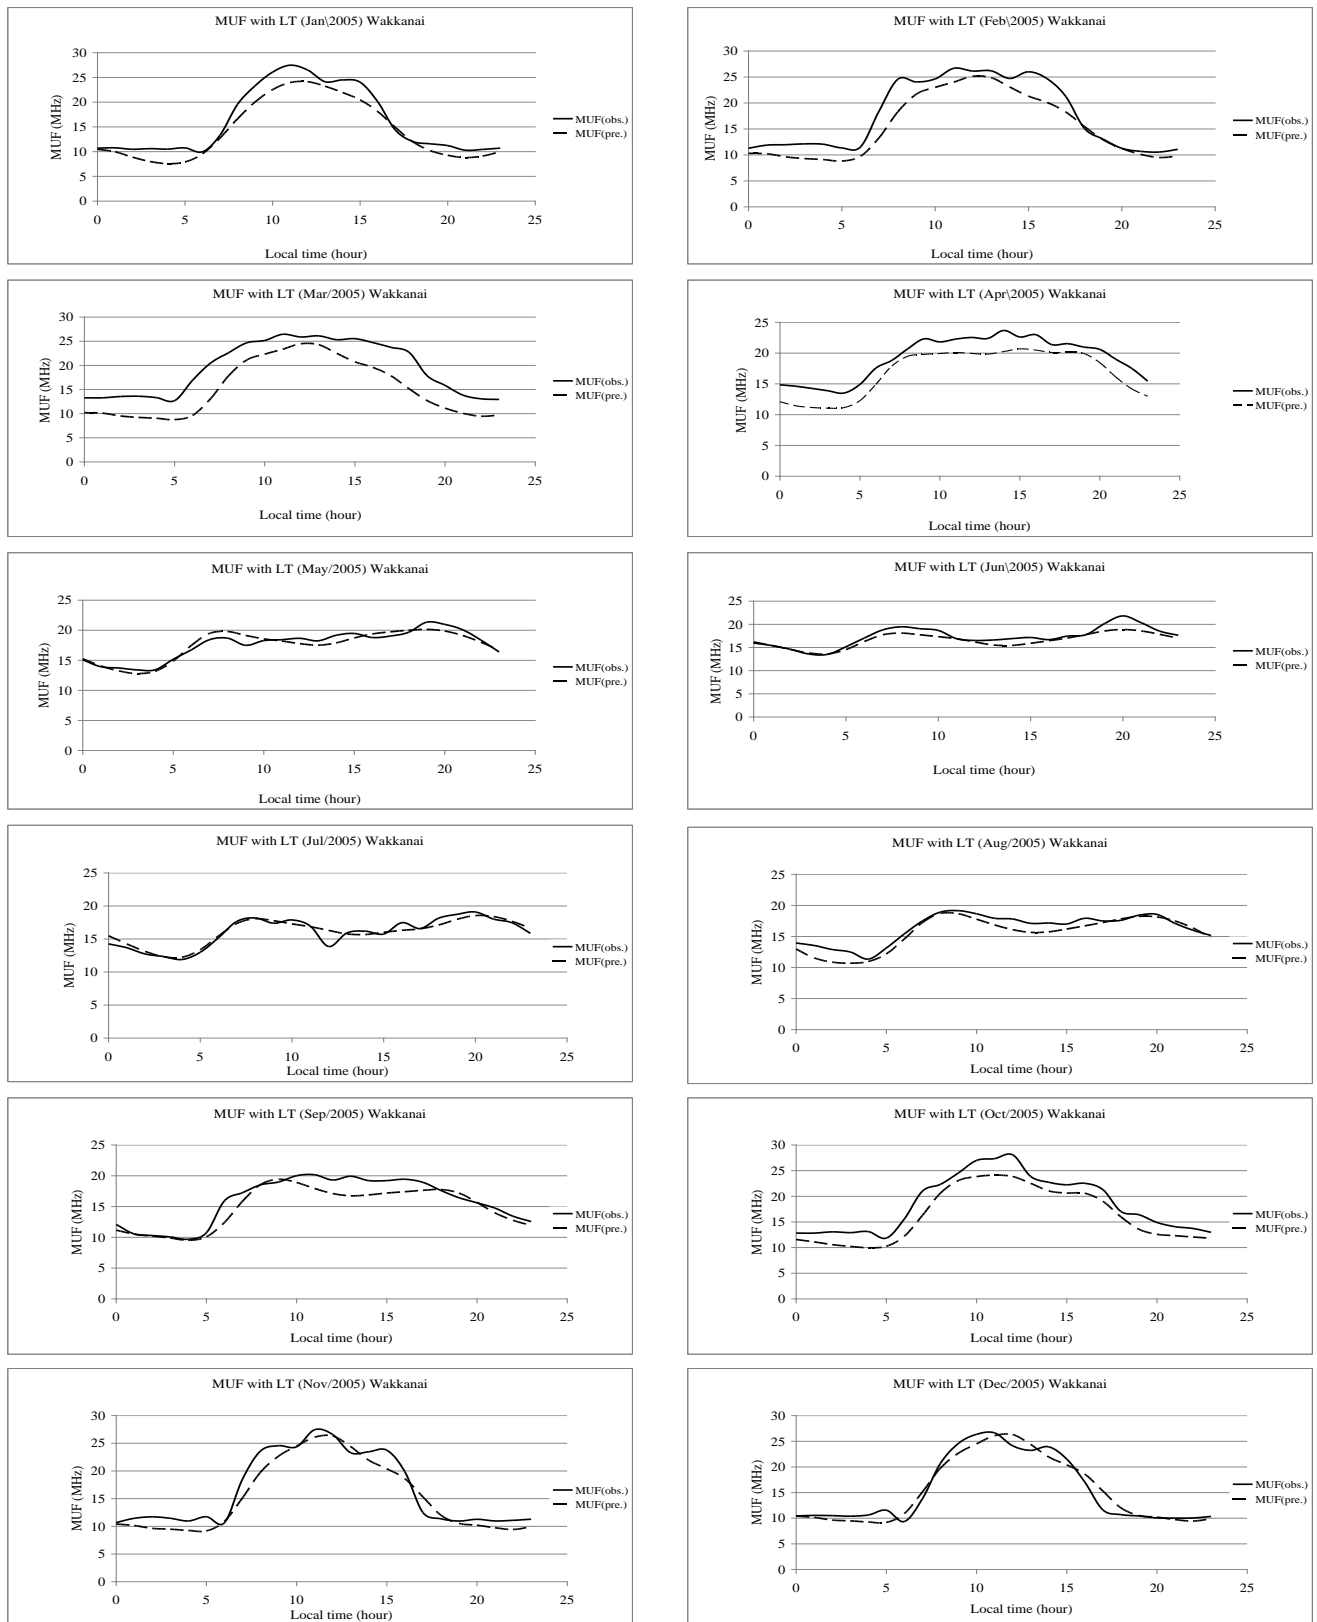 MUF with LT (Jan\2005) Wakkanai
MUF (MHz)
30
25
20
15
10
5
0
0 5 10 15 20 25
Local time (hour)
MUF(obs.)
MUF(pre.)
MUF with LT (Feb\2005) Wakkanai
MUF (MHz)
30
25
20
15
10
5
0
0 5 10 15 20 25
Local time (hour)
MUF(obs.)
MUF(pre.)
MUF with LT (Mar/2005) Wakkanai
MUF (MHz)
30
25
20
15
10
5
0
0 5 10 15 20 25
Local time (hour)
MUF(obs.)
MUF(pre.)
MUF with LT (Apr\2005) Wakkanai
MUF (MHz)
25
20
15
10
5
0
0 5 10 15 20 25
Local time (hour)
MUF(obs.)
MUF(pre.)
MUF with LT (May/2005) Wakkanai
MUF (MHz)
25
20
15
10
5
0
0 5 10 15 20 25
Local time (hour)
MUF(obs.)
MUF(pre.)
MUF with LT (Jun\2005) Wakkanai
MUF (MHz)
25
20
15
10
5
0
0 5 10 15 20 25
Local time (hour)
MUF(obs.)
MUF(pre.)
MUF with LT (Jul/2005) Wakkanai
MUF (MHz)
25
20
15
10
5
0
0 5 10 15 20 25
Local time (hour)
MUF(obs.)
MUF(pre.)
MUF with LT (Aug/2005) Wakkanai
MUF (MHz)
25
20
15
10
5
0
0 5 10 15 20 25
Local time (hour)
MUF(obs.)
MUF(pre.)
MUF with LT (Sep/2005) Wakkanai
MUF (MHz)
25
20
15
10
5
0
0 5 10 15 20 25
Local time (hour)
MUF(obs.)
MUF(pre.)
MUF with LT (Oct/2005) Wakkanai
MUF (MHz)
30
25
20
15
10
5
0
0 5 10 15 20 25
Local time (hour)
MUF(obs.)
MUF(pre.)
MUF with LT (Nov/2005) Wakkanai
MUF (MHz)
30
25
20
15
10
5
0
0 5 10 15 20 25
Local time (hour)
MUF(obs.)
MUF(pre.)
MUF with LT (Dec/2005) Wakkanai
MUF (MHz)
30
25
20
15
10
5
0
0 5 10 15 20 25
Local time (hour)
MUF(obs.)
MUF(pre.)